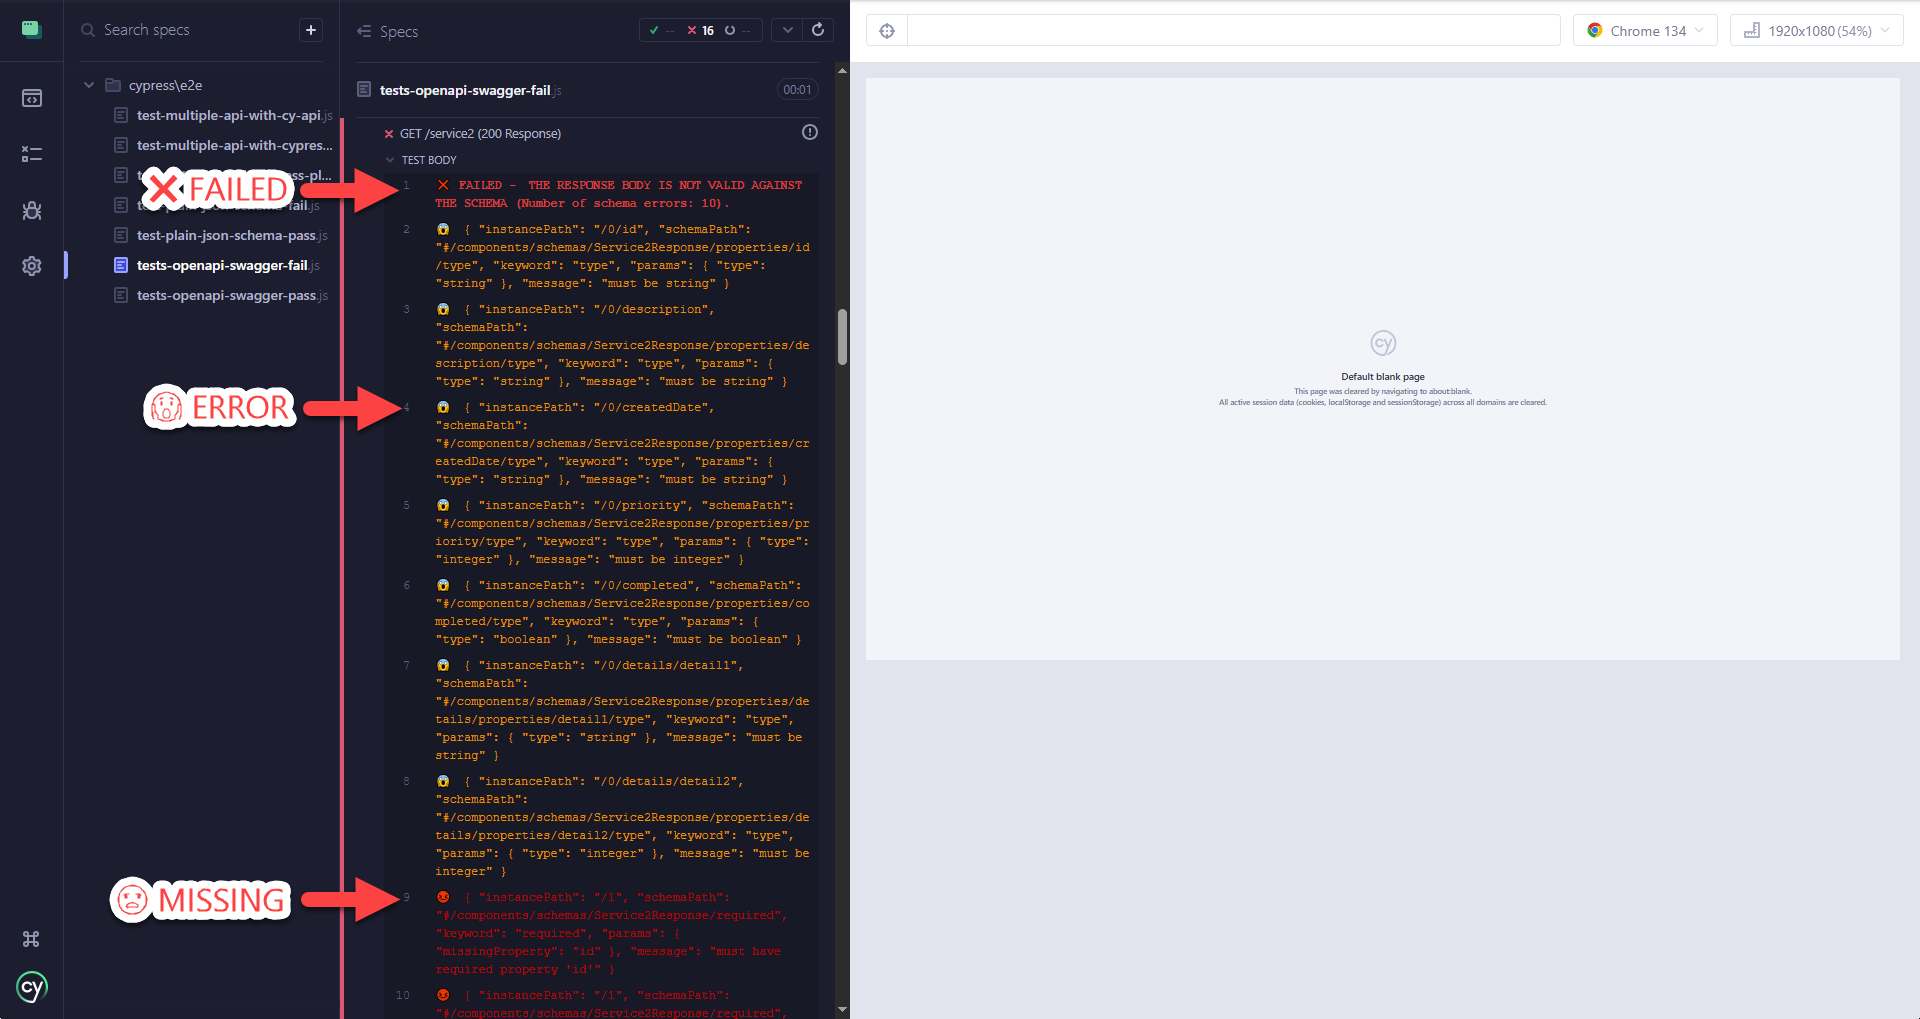 Search specs
+
cypress\e2e
test-multiple-api-with-cy-api.js
test-multiple-api-with-cypres...
ss-pl...
fail.js
test-plain-json-schema-pass.js
tests-openapi-swagger-fail.js
tests-openapi-swagger-pass.js
FAILED
ERROR
MISSING
cy
Specs
-- 16 --
tests-openapi-swagger-fail.js
00:01
GET /service2 (200 Response)
TEST BODY
1 FAILED - THE RESPONSE BODY IS NOT VALID AGAINST
THE SCHEMA (Number of schema errors: 10).
2 { "instancePath": "/0/id", "schemaPath":
"#/components/schemas/Service2Response/properties/id
/type", "keyword": "type", "params": { "type":
"string" }, "message": "must be string" }
3 { "instancePath": "/0/description",
"schemaPath":
"#/components/schemas/Service2Response/properties/de
scription/type", "keyword": "type", "params": {
"type": "string" }, "message": "must be string" }
4 { "instancePath": "/0/createdDate",
"schemaPath":
"#/components/schemas/Service2Response/properties/cr
eatedDate/type", "keyword": "type", "params": {
"type": "string" }, "message": "must be string" }
5 { "instancePath": "/0/priority", "schemaPath":
"#/components/schemas/Service2Response/properties/pr
iority/type", "keyword": "type", "params": { "type":
"integer" }, "message": "must be integer" }
6 { "instancePath": "/0/completed", "schemaPath":
"#/components/schemas/Service2Response/properties/co
mpleted/type", "keyword": "type", "params": {
"type": "boolean" }, "message": "must be boolean" }
7 { "instancePath": "/0/details/detail1",
"schemaPath":
"#/components/schemas/Service2Response/properties/de
tails/properties/detail1/type", "keyword": "type",
"params": { "type": "string" }, "message": "must be
string" }
8 { "instancePath": "/0/details/detail2",
"schemaPath":
"#/components/schemas/Service2Response/properties/de
tails/properties/detail2/type", "keyword": "type",
"params": { "type": "integer" }, "message": "must be
integer" }
9 { "instancePath": "/1", "schemaPath":
"#/components/schemas/Service2Response/required",
"keyword": "required", "params": {
"missingProperty": "id" }, "message": "must have
required property 'id'" }
10 { "instancePath": "/1", "schemaPath":
"#/components/schemas/Service2Response/required",
Chrome 134
1920x1080 (54%)
cy
Default blank page
This page was cleared by navigating to about:blank.
All active session data (cookies, localStorage and sessionStorage) across all domains are cleared.